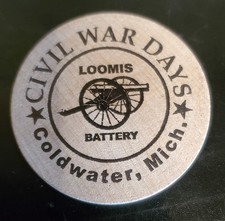 CIVIL WAR DAYS
LOOMIS
BATTERY
Coldwater, Mich.